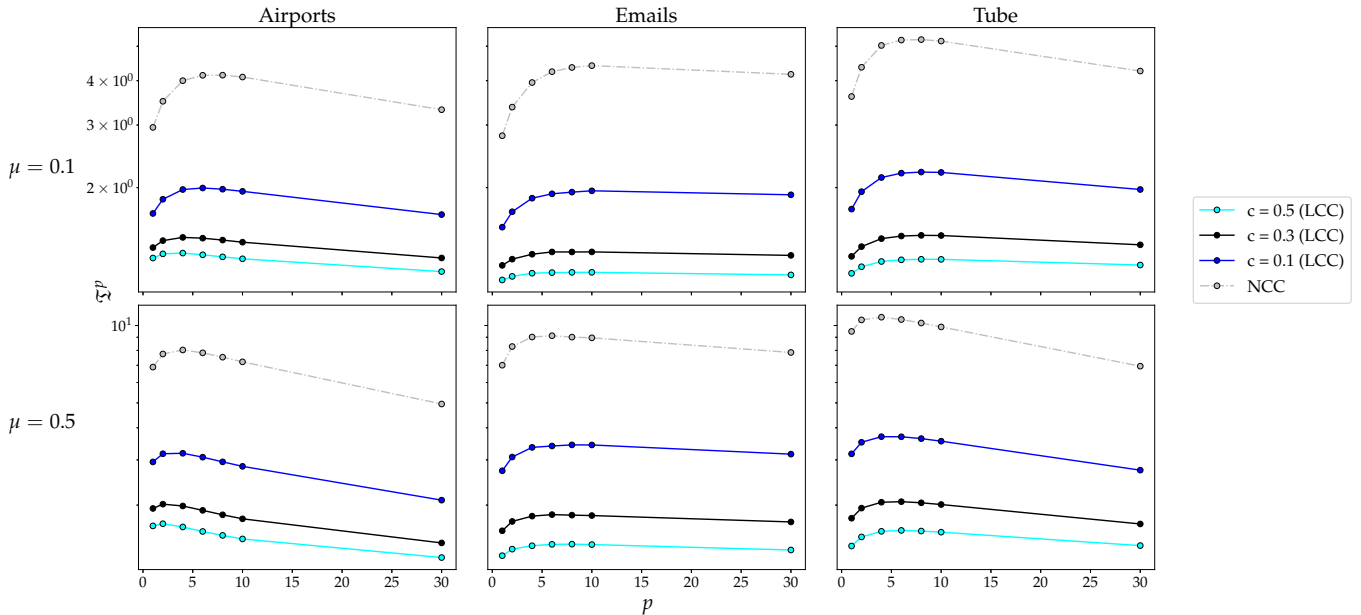 Airports Emails Tube
4 × 10⁰
3 × 10⁰
μ = 0.1
2 × 10⁰
c = 0.5 (LCC)
c = 0.3 (LCC)
c = 0.1 (LCC)
NCC
𝔗ᵖ
10¹
μ = 0.5
0 5 10 15 20 25 30 0 5 10 15 20 25 30 0 5 10 15 20 25 30
p